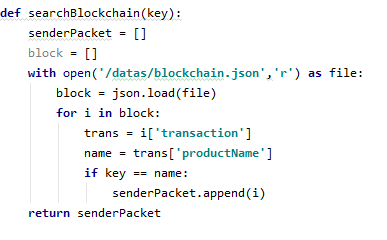 def searchBlockchain(key):
    senderPacket = []
    block = []
    with open('/datas/blockchain.json','r') as file:
        block = json.load(file)
        for i in block:
            trans = i['transaction']
            name = trans['productName']
            if key == name:
                senderPacket.append(i)
    return senderPacket